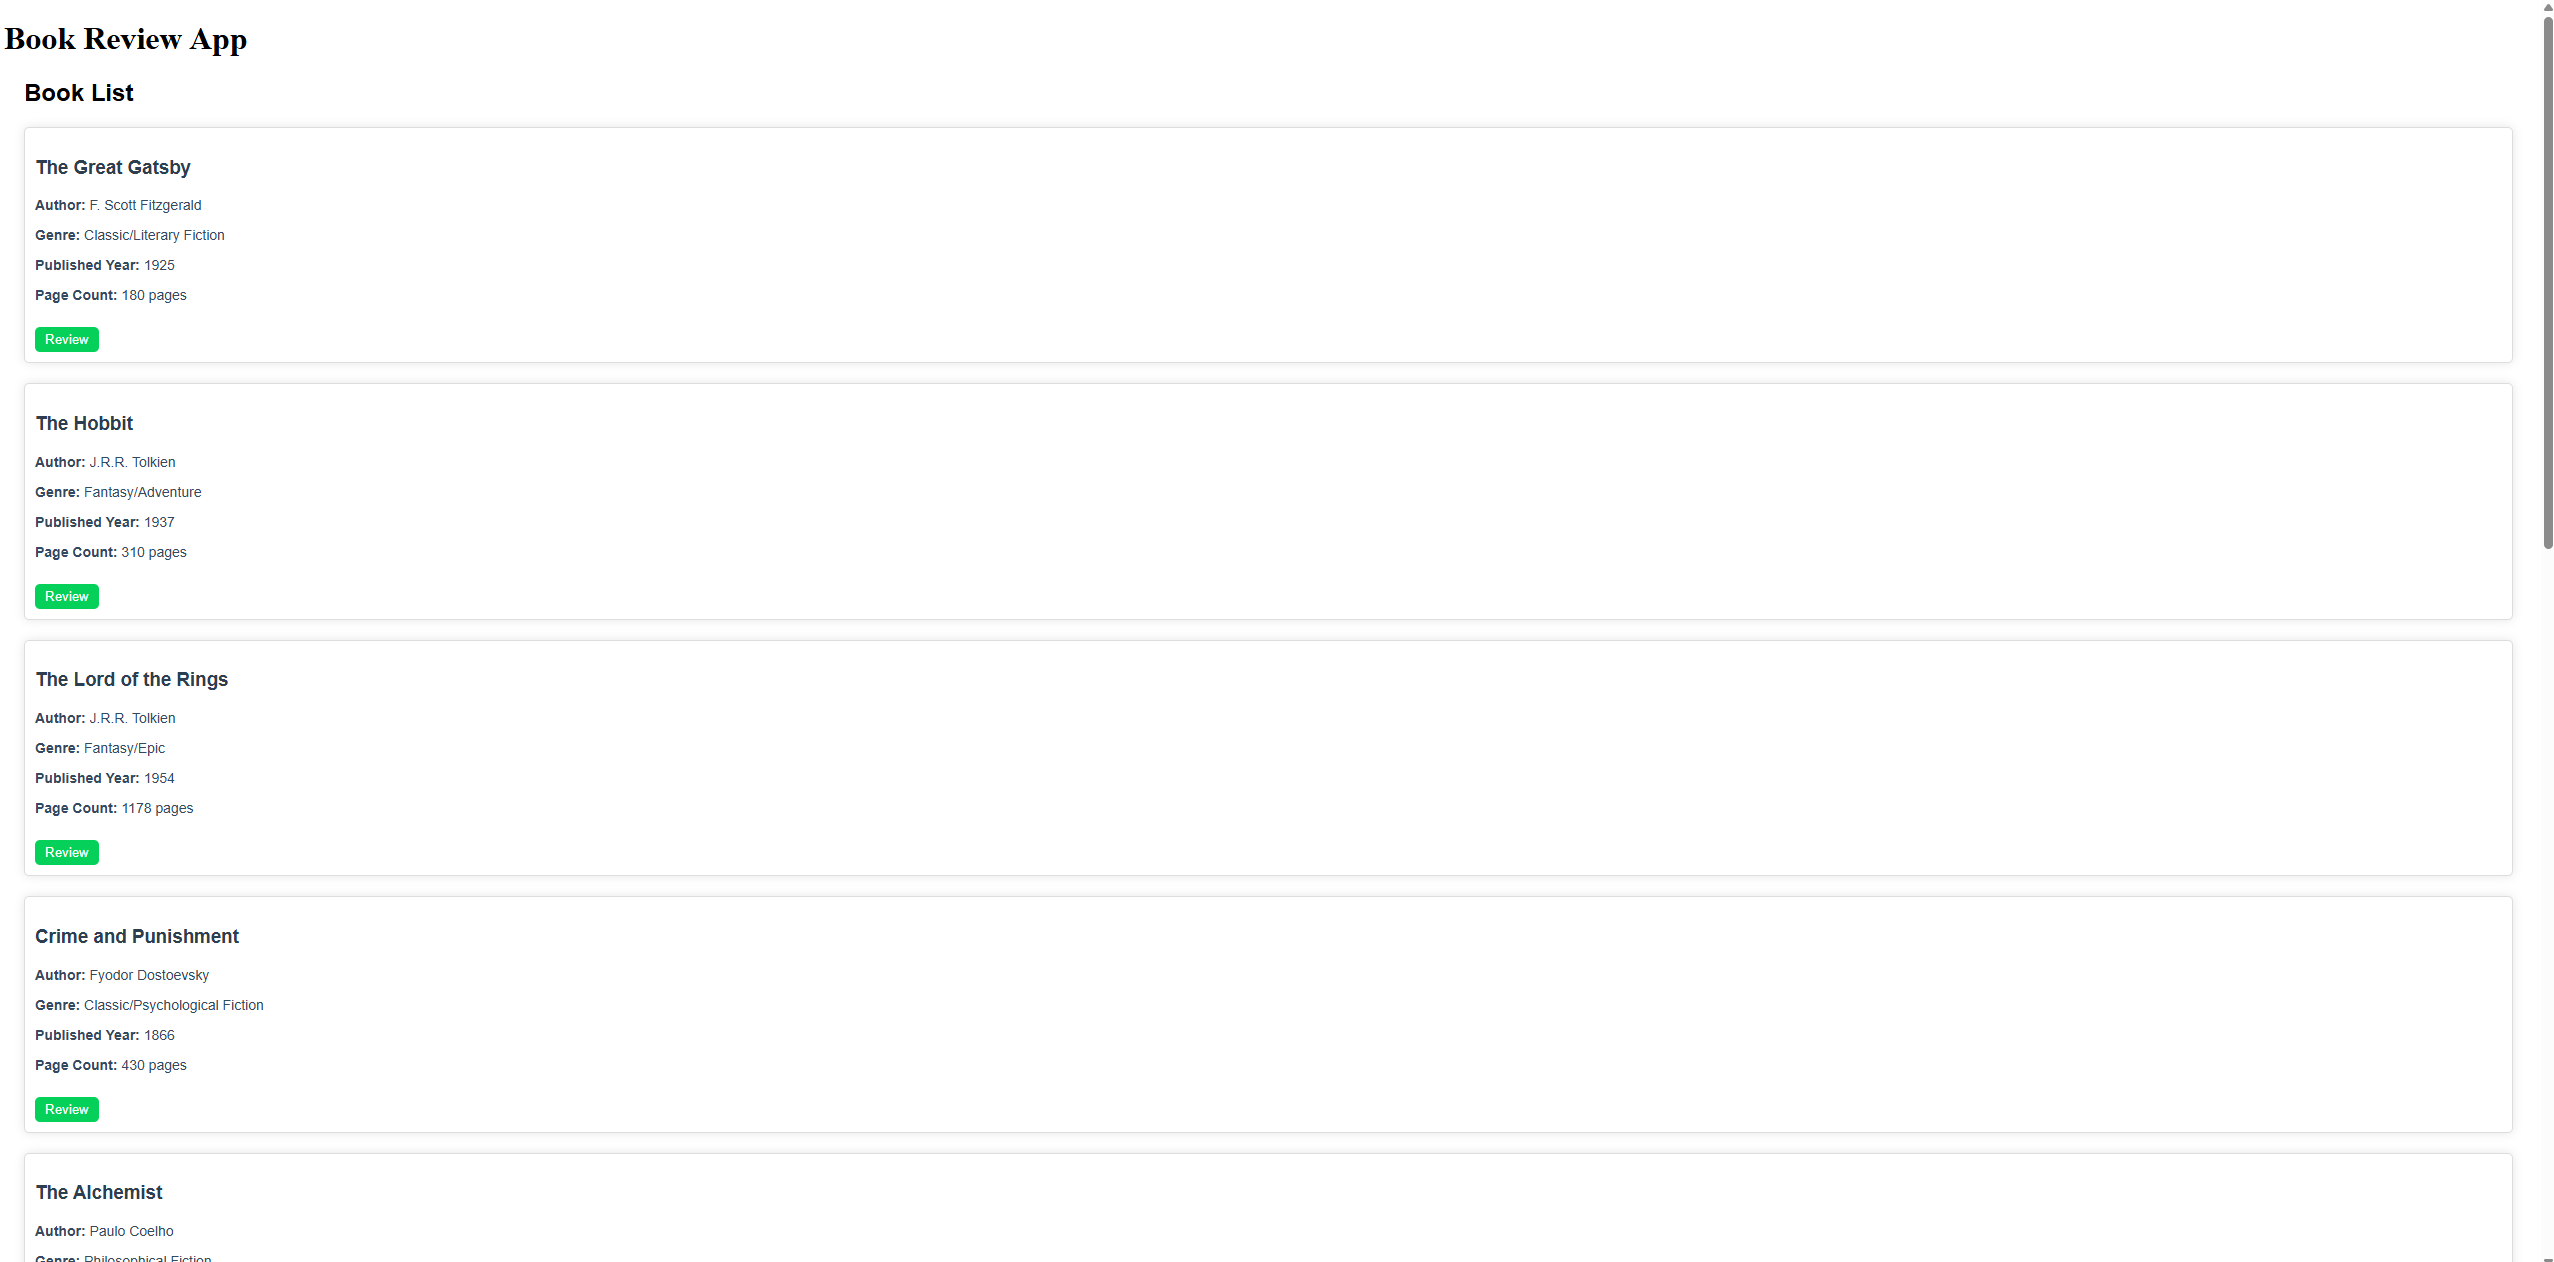 Book Review App
Book List
The Great Gatsby
Author: F. Scott Fitzgerald
Genre: Classic/Literary Fiction
Published Year: 1925
Page Count: 180 pages
Review
The Hobbit
Author: J.R.R. Tolkien
Genre: Fantasy/Adventure
Published Year: 1937
Page Count: 310 pages
Review
The Lord of the Rings
Author: J.R.R. Tolkien
Genre: Fantasy/Epic
Published Year: 1954
Page Count: 1178 pages
Review
Crime and Punishment
Author: Fyodor Dostoevsky
Genre: Classic/Psychological Fiction
Published Year: 1866
Page Count: 430 pages
Review
The Alchemist
Author: Paulo Coelho
Genre: Philosophical Fiction